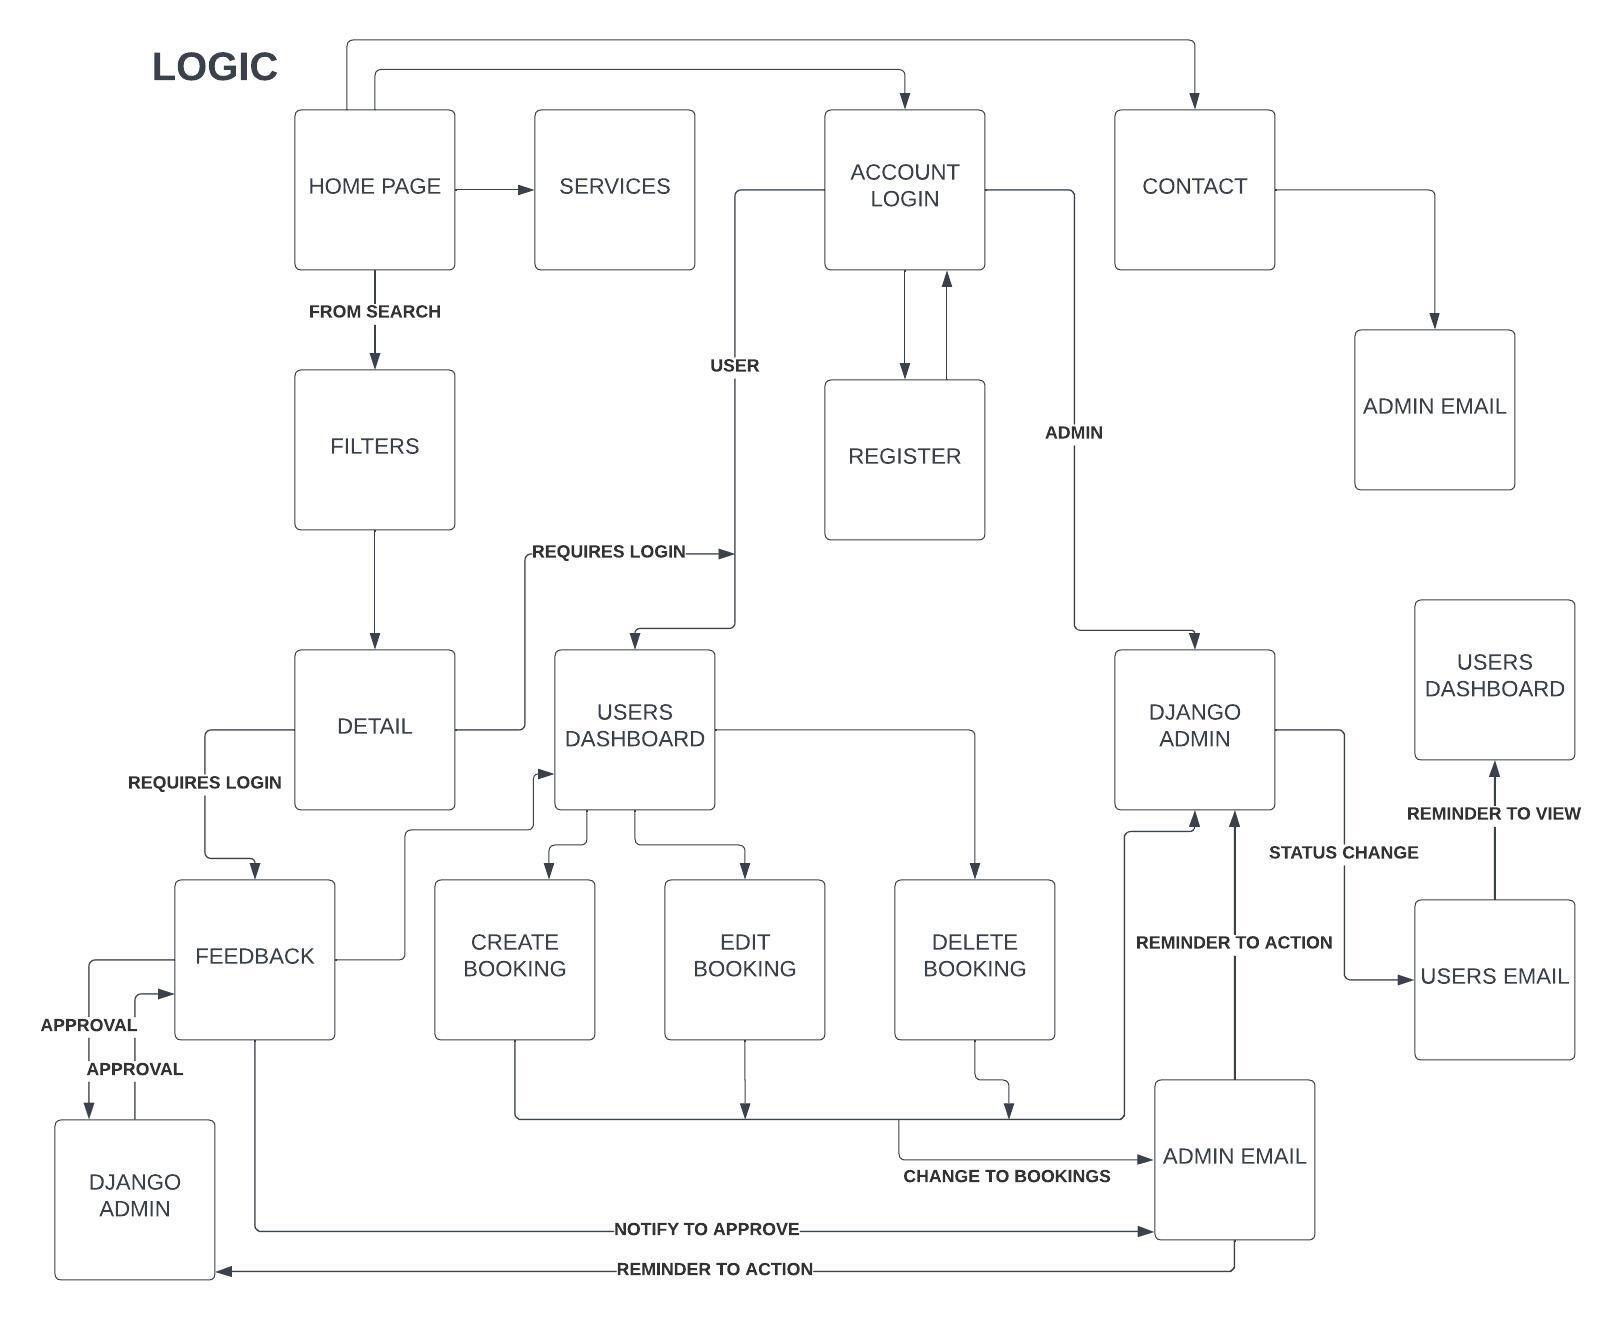 LOGIC
HOME PAGE
SERVICES
ACCOUNT
LOGIN
CONTACT
FROM SEARCH
USER
ADMIN EMAIL
ADMIN
FILTERS
REGISTER
REQUIRES LOGIN
USERS
DASHBOARD
DETAIL
USERS
DASHBOARD
DJANGO
ADMIN
REQUIRES LOGIN
REMINDER TO VIEW
STATUS CHANGE
FEEDBACK
CREATE
BOOKING
EDIT
BOOKING
DELETE
BOOKING
REMINDER TO ACTION
USERS EMAIL
APPROVAL
APPROVAL
DJANGO
ADMIN
ADMIN EMAIL
CHANGE TO BOOKINGS
NOTIFY TO APPROVE
REMINDER TO ACTION